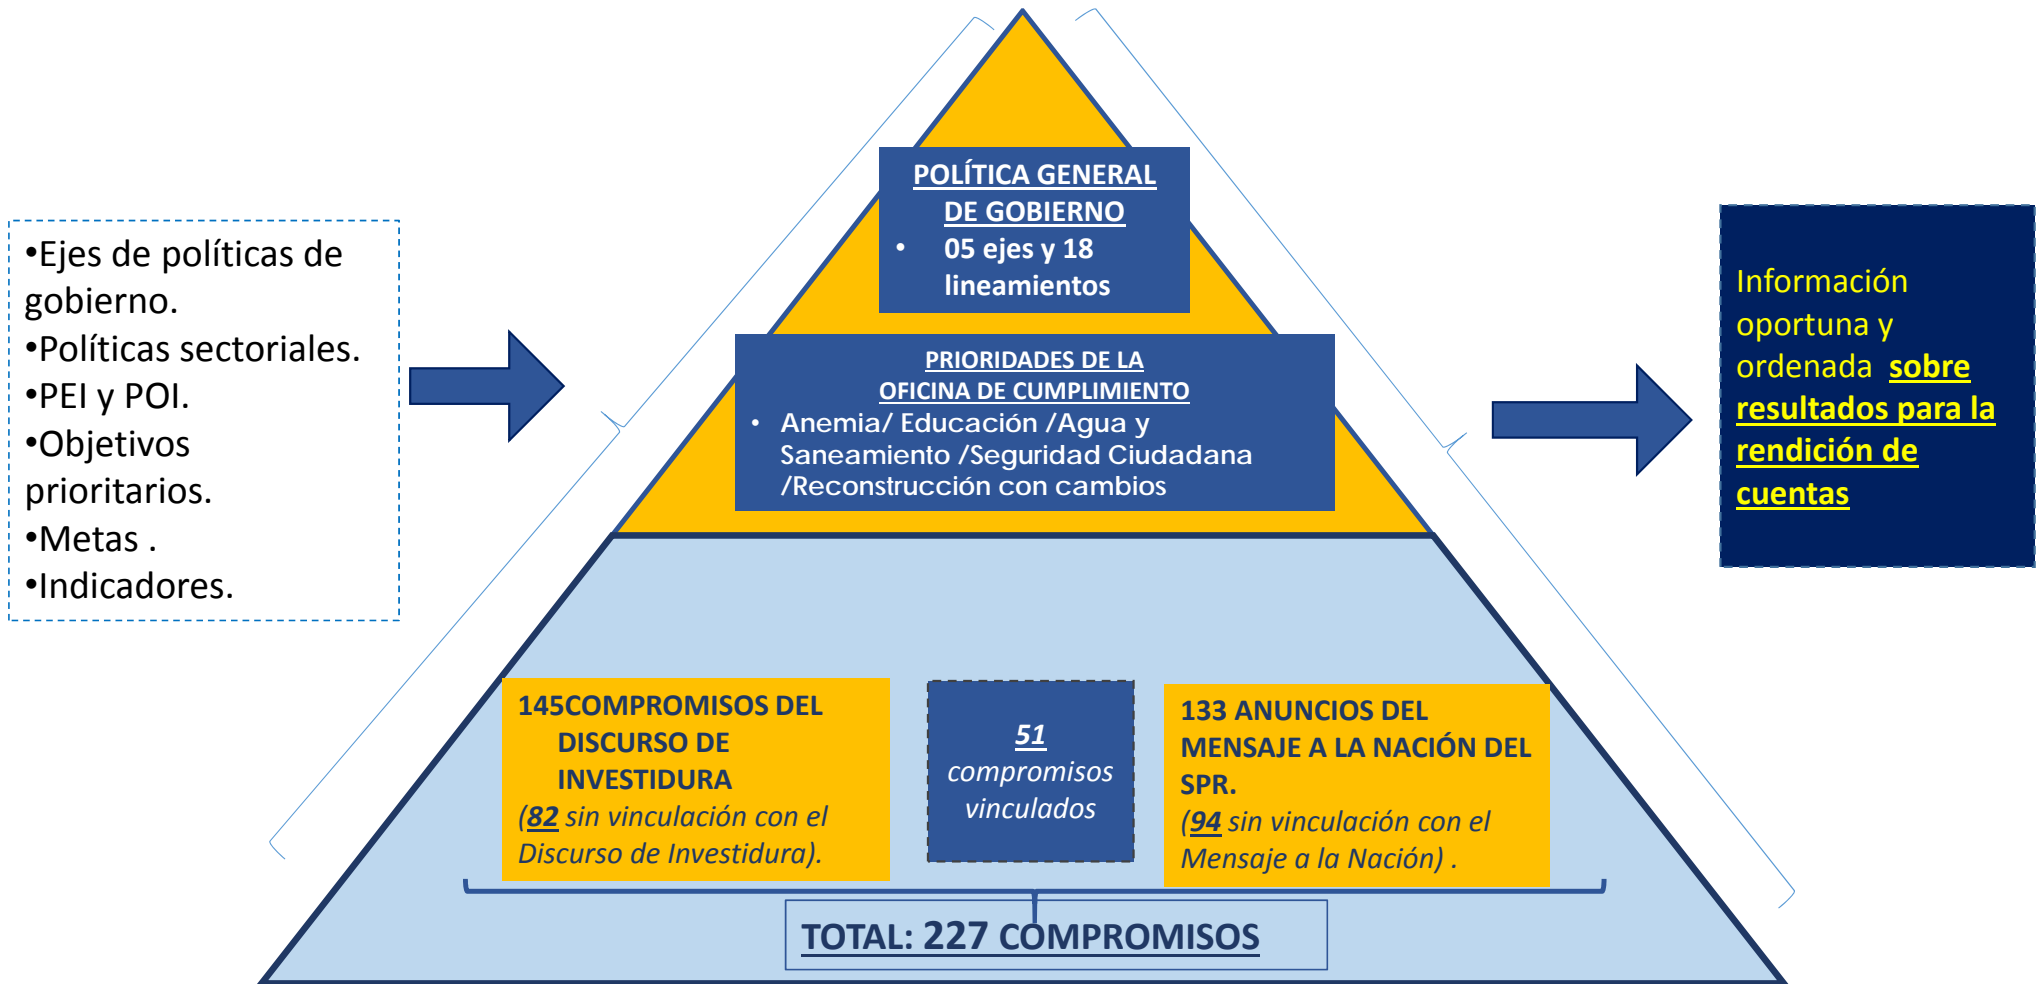 •Ejes de políticas de
gobierno.
•Políticas sectoriales.
•PEI y POI.
•Objetivos
prioritarios.
•Metas .
•Indicadores.
POLÍTICA GENERAL
DE GOBIERNO
• 05 ejes y 18
lineamientos
PRIORIDADES DE LA
OFICINA DE CUMPLIMIENTO
• Anemia/ Educación /Agua y
Saneamiento /Seguridad Ciudadana
/Reconstrucción con cambios
145COMPROMISOS DEL
DISCURSO DE
INVESTIDURA
(82 sin vinculación con el
Discurso de Investidura).
51
compromisos
vinculados
133 ANUNCIOS DEL
MENSAJE A LA NACIÓN DEL
SPR.
(94 sin vinculación con el
Mensaje a la Nación) .
TOTAL: 227 COMPROMISOS
Información
oportuna y
ordenada sobre
resultados para la
rendición de
cuentas